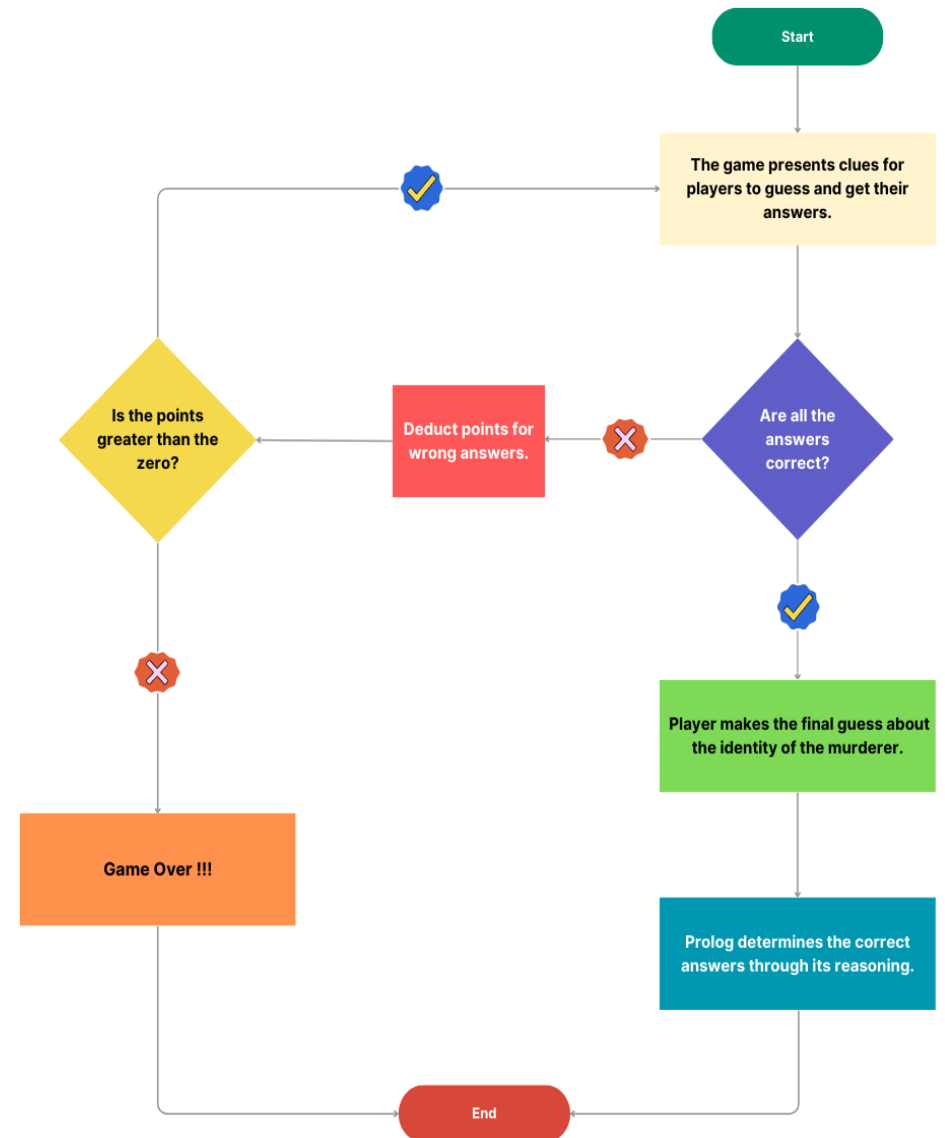 Start
The game presents clues for
players to guess and get their
answers.
Is the points
greater than the
zero?
Deduct points for
wrong answers.
Are all the
answers
correct?
Player makes the final guess about
the identity of the murderer.
Game Over !!!
Prolog determines the correct
answers through its reasoning.
End